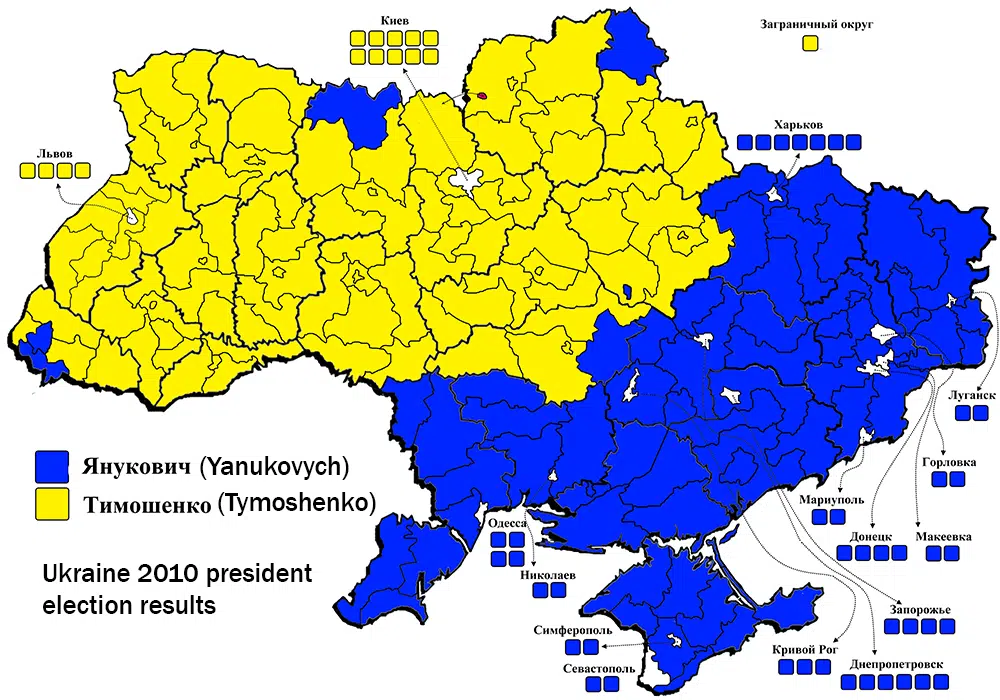 Киев
Заграничный округ
Харьков
Львов
Луганск
Янукович (Yanukovych)
Горловка
Тимошенко (Tymoshenko)
Мариуполь
Одесса
Донецк
Макеевка
Ukraine 2010 president
election results
Николаев
Запорожье
Симферополь
Кривой Рог
Севастополь
Днепропетровск